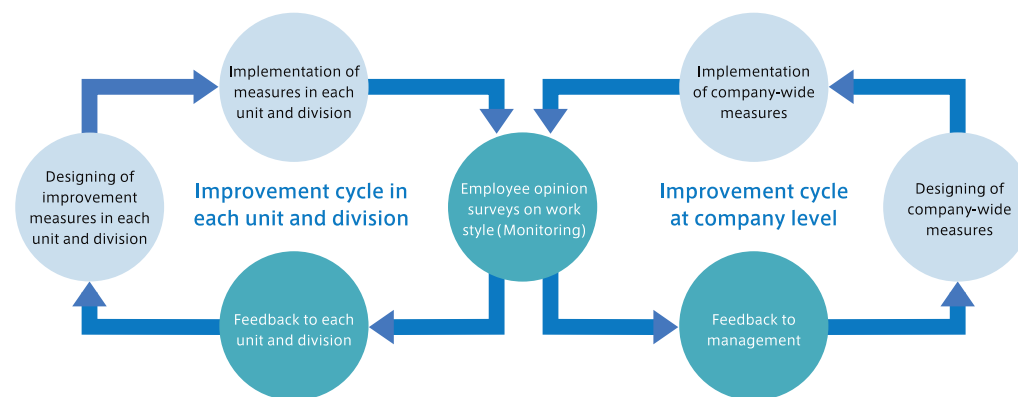 Implementation of
measures in each
unit and division
Implementation
of company-wide
measures
Designing of
improvement
measures in each
unit and division
Improvement cycle in
each unit and division
Employee opinion
surveys on work
style (Monitoring)
Improvement cycle
at company level
Designing of
company-wide
measures
Feedback to each
unit and division
Feedback to
management